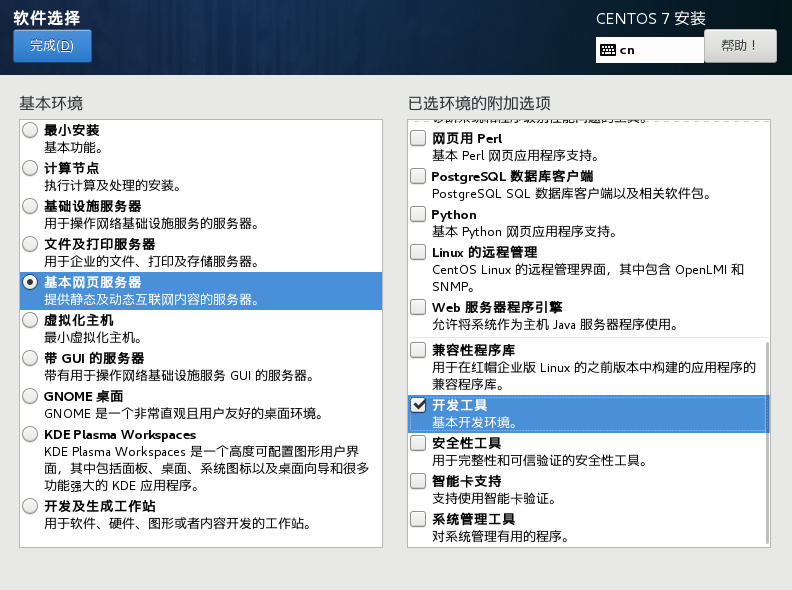 软件选择
完成(D)
CENTOS 7 安装
cn
帮助！
基本环境
最小安装
基本功能。
计算节点
执行计算及处理的安装。
基础设施服务器
用于操作网络基础设施服务的服务器。
文件及打印服务器
用于企业的文件、打印及存储服务器。
基本网页服务器
提供静态及动态互联网内容的服务器。
虚拟化主机
最小虚拟化主机。
带 GUI 的服务器
带有用于操作网络基础设施服务 GUI 的服务器。
GNOME 桌面
GNOME 是一个非常直观且用户友好的桌面环境。
KDE Plasma Workspaces
KDE Plasma Workspaces 是一个高度可配置图形用户界
面，其中包括面板、桌面、系统图标以及桌面向导和很多
功能强大的 KDE 应用程序。
开发及生成工作站
用于软件、硬件、图形或者内容开发的工作站。
已选环境的附加选项
网页用 Perl
基本 Perl 网页应用程序支持。
PostgreSQL 数据库客户端
PostgreSQL SQL 数据库客户端以及相关软件包。
Python
基本 Python 网页应用程序支持。
Linux 的远程管理
CentOS Linux 的远程管理界面，其中包含 OpenLMI 和
SNMP。
Web 服务器程序引擎
允许将系统作为主机 Java 服务器程序使用。
兼容性程序库
用于在红帽企业版 Linux 的之前版本中构建的应用程序的
兼容程序库。
开发工具
基本开发环境。
安全性工具
用于完整性和可信验证的安全性工具。
智能卡支持
支持使用智能卡验证。
系统管理工具
对系统管理有用的程序。